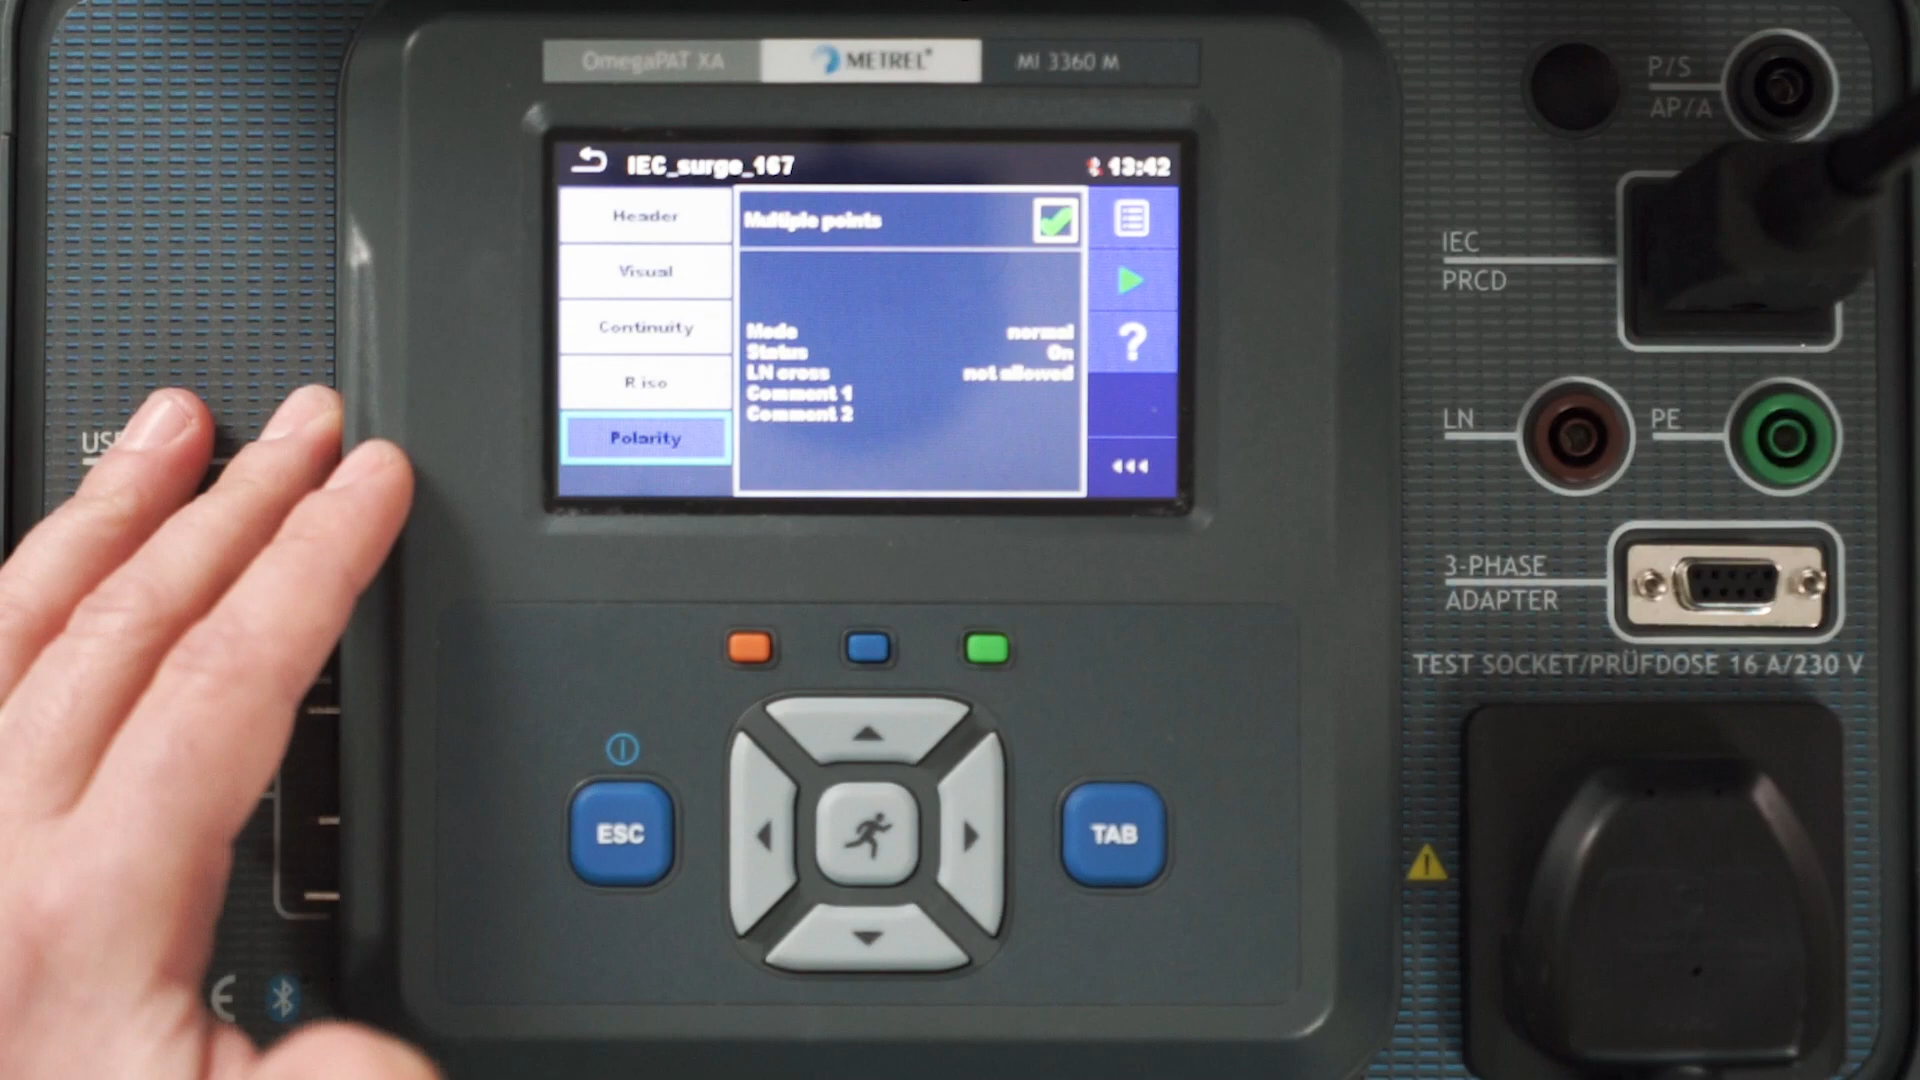 OmegaPAT XA METREL® MI 3360 M
IEC_surge_167 13:42
Header
Visual
Continuity
R iso
Polarity
Multiple points
Mode normal
Status On
LN cross not allowed
Comment 1
Comment 2
?
ESC
TAB
CE
P/S
AP/A
IEC
PRCD
LN
PE
3-PHASE
ADAPTER
TEST SOCKET/PRÜFDOSE 16 A/230 V